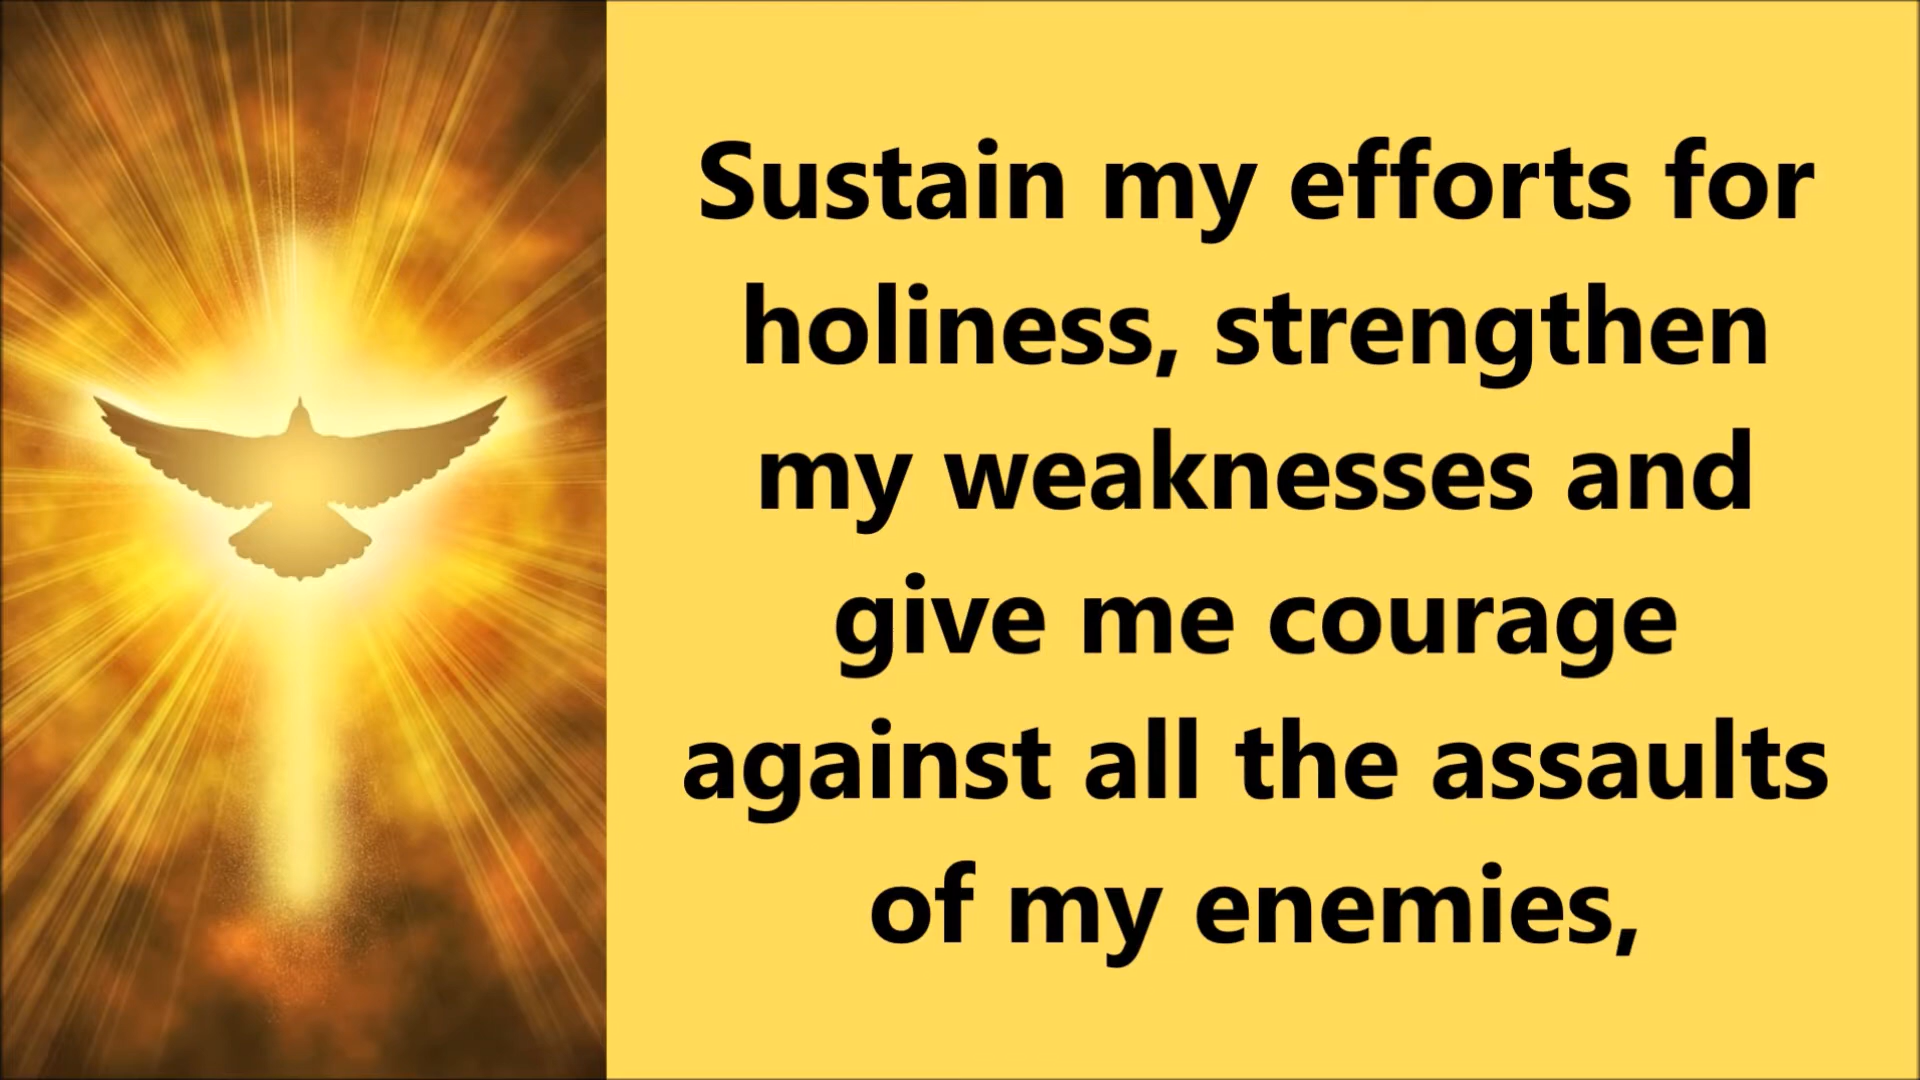 Sustain my efforts for
holiness, strengthen
my weaknesses and
give me courage
against all the assaults
of my enemies,